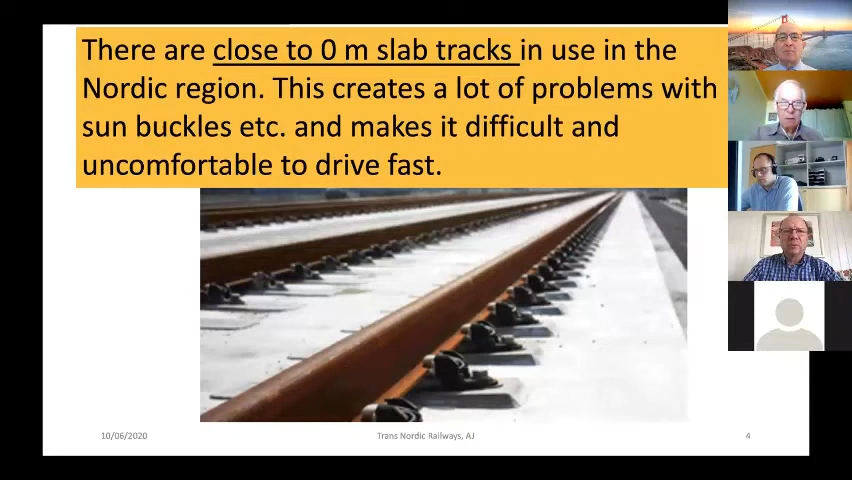 There are close to 0 m slab tracks in use in the
Nordic region. This creates a lot of problems with
sun buckles etc. and makes it difficult and
uncomfortable to drive fast.
10/06/2020
Trans Nordic Railways, AJ
4